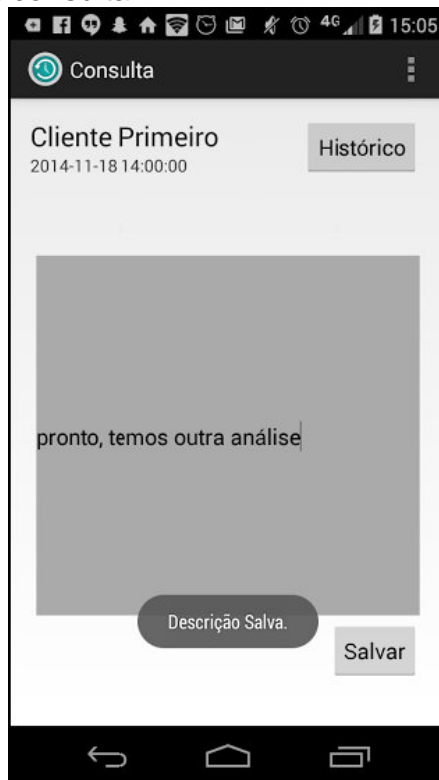 4G 15:05
Consulta
Cliente Primeiro
Histórico
2014-11-18 14:00:00
pronto, temos outra análise
Descrição Salva.
Salvar